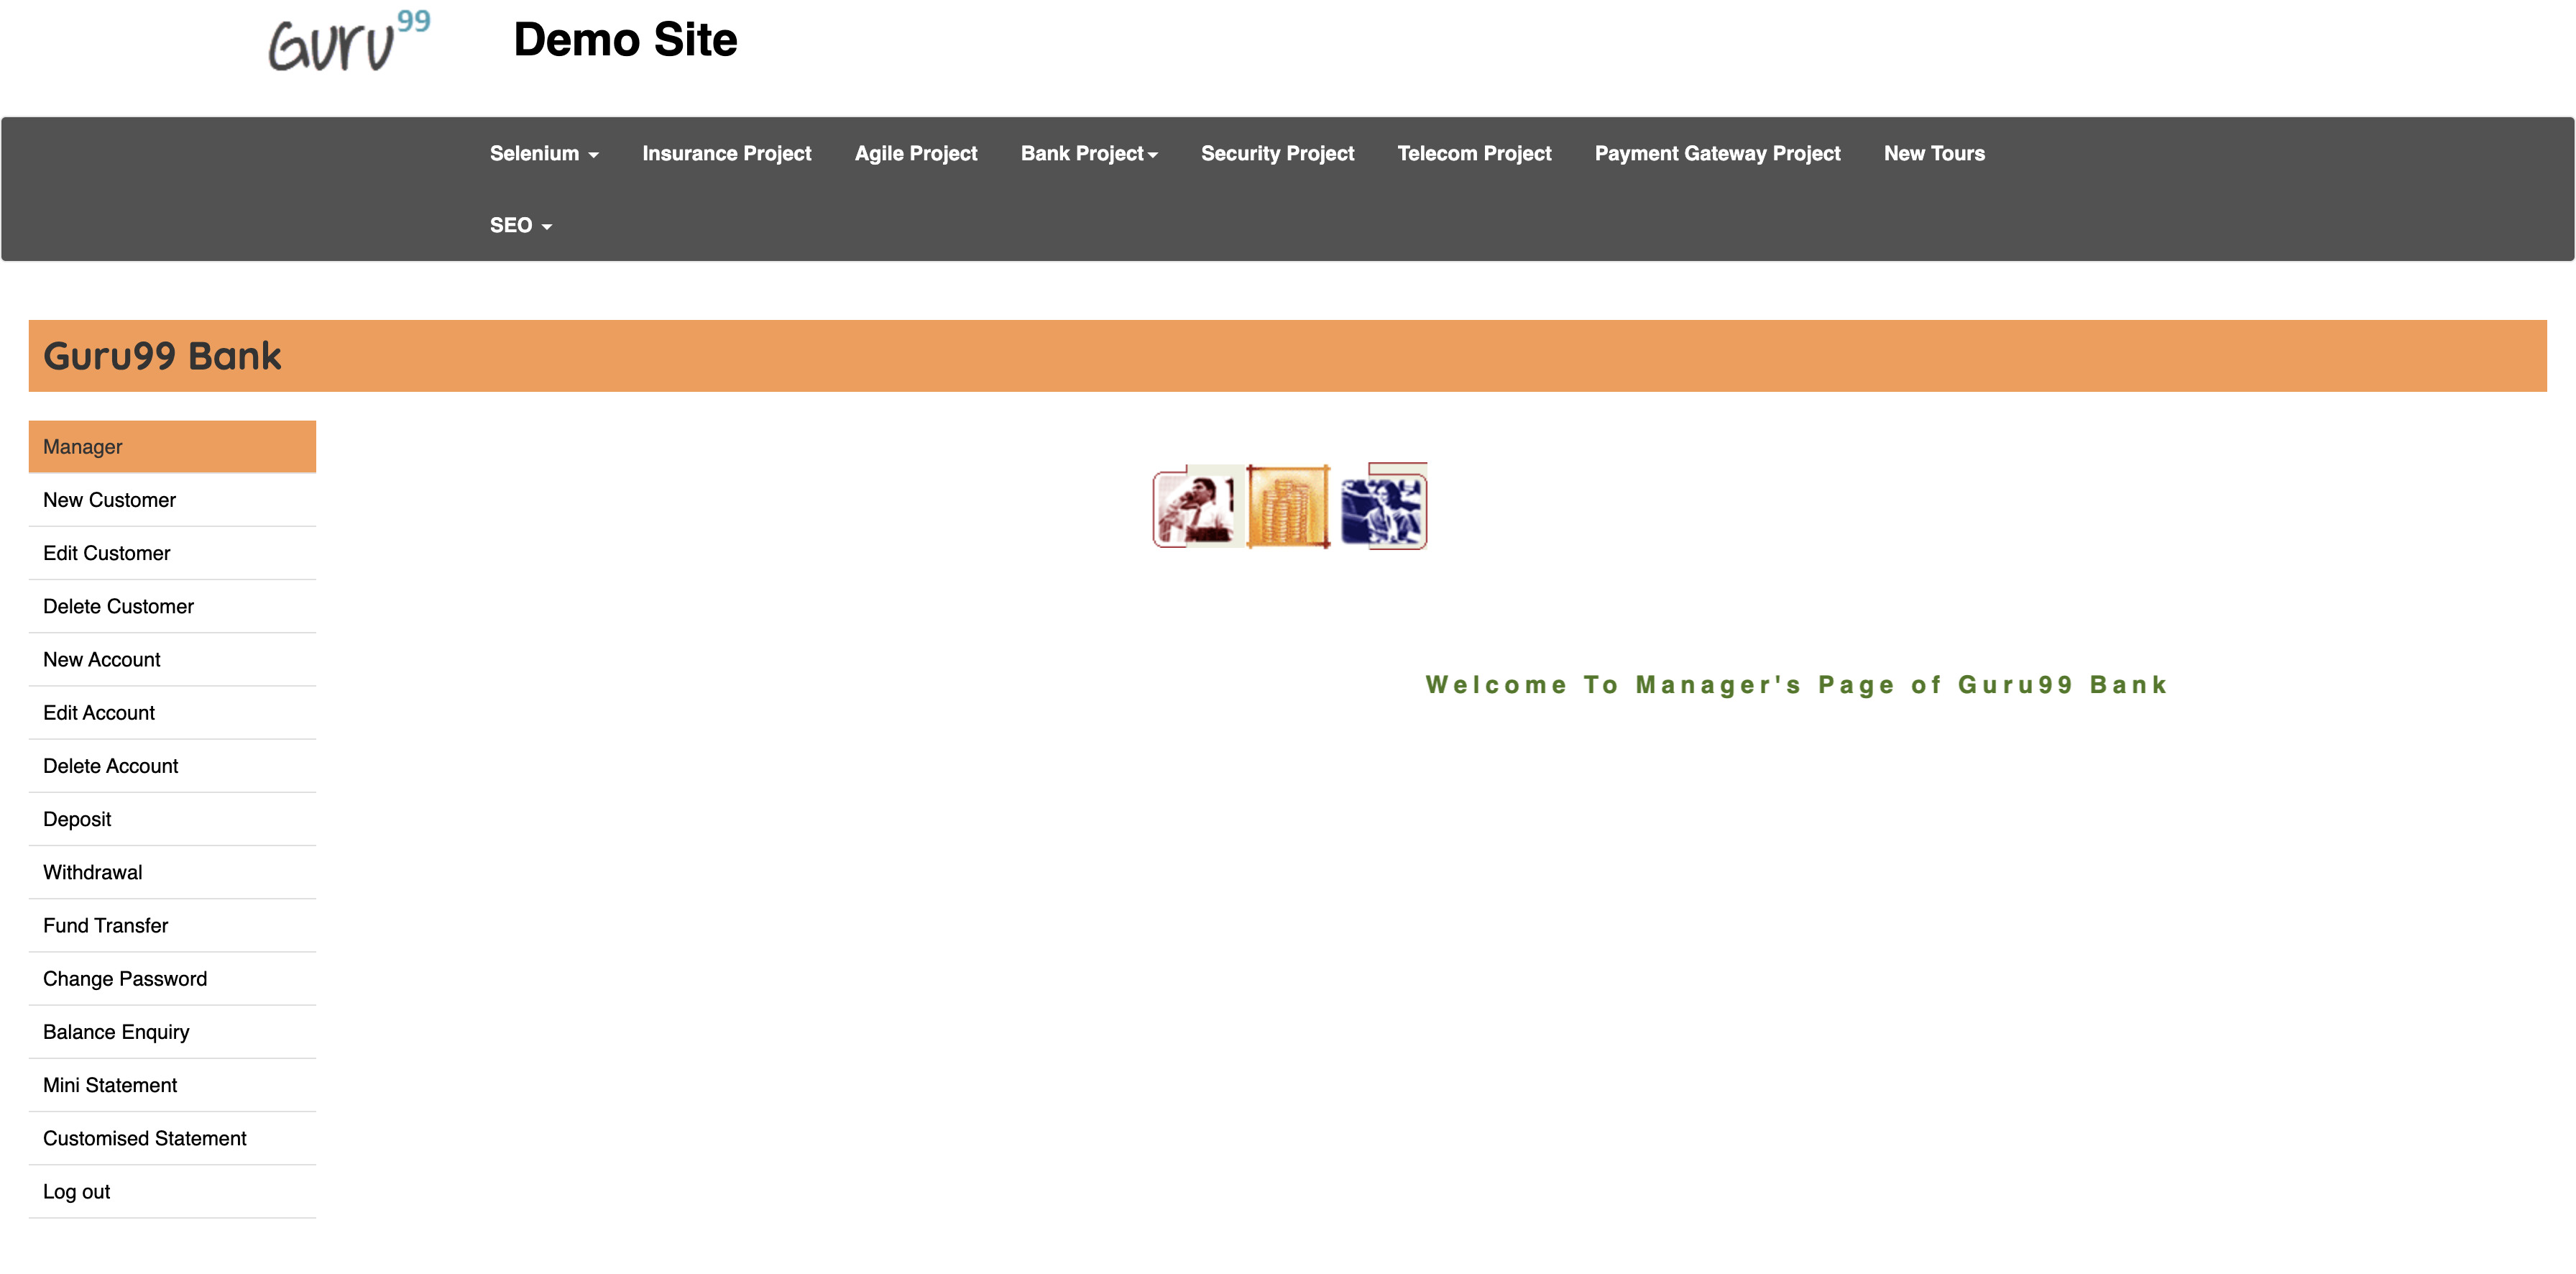 Guru99 Demo Site
Selenium Insurance Project Agile Project Bank Project Security Project Telecom Project Payment Gateway Project New Tours
SEO
Guru99 Bank
Manager
New Customer
Edit Customer
Delete Customer
New Account
Edit Account
Delete Account
Deposit
Withdrawal
Fund Transfer
Change Password
Balance Enquiry
Mini Statement
Customised Statement
Log out
Welcome To Manager's Page of Guru99 Bank